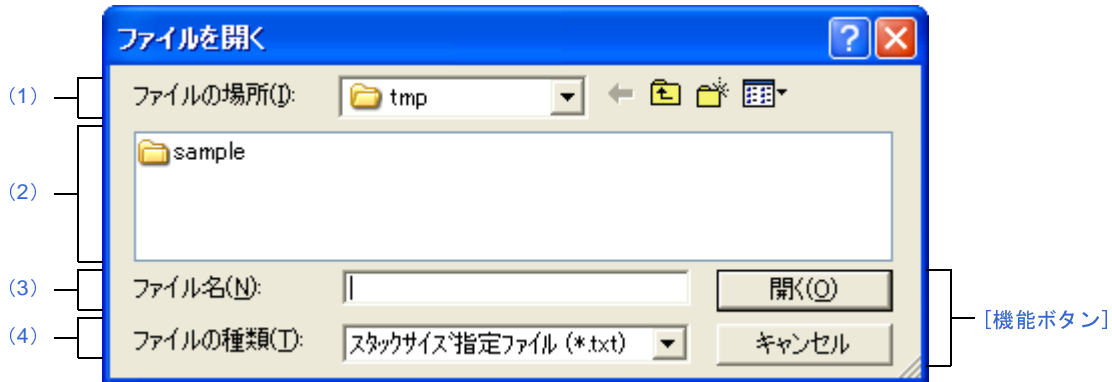 ファイルを開く
(1) ファイルの場所(I): tmp
(2) sample
(3) ファイル名(N): 開く(O)
[機能ボタン]
(4) ファイルの種類(T): スタックサイズ指定ファイル (*.txt) キャンセル